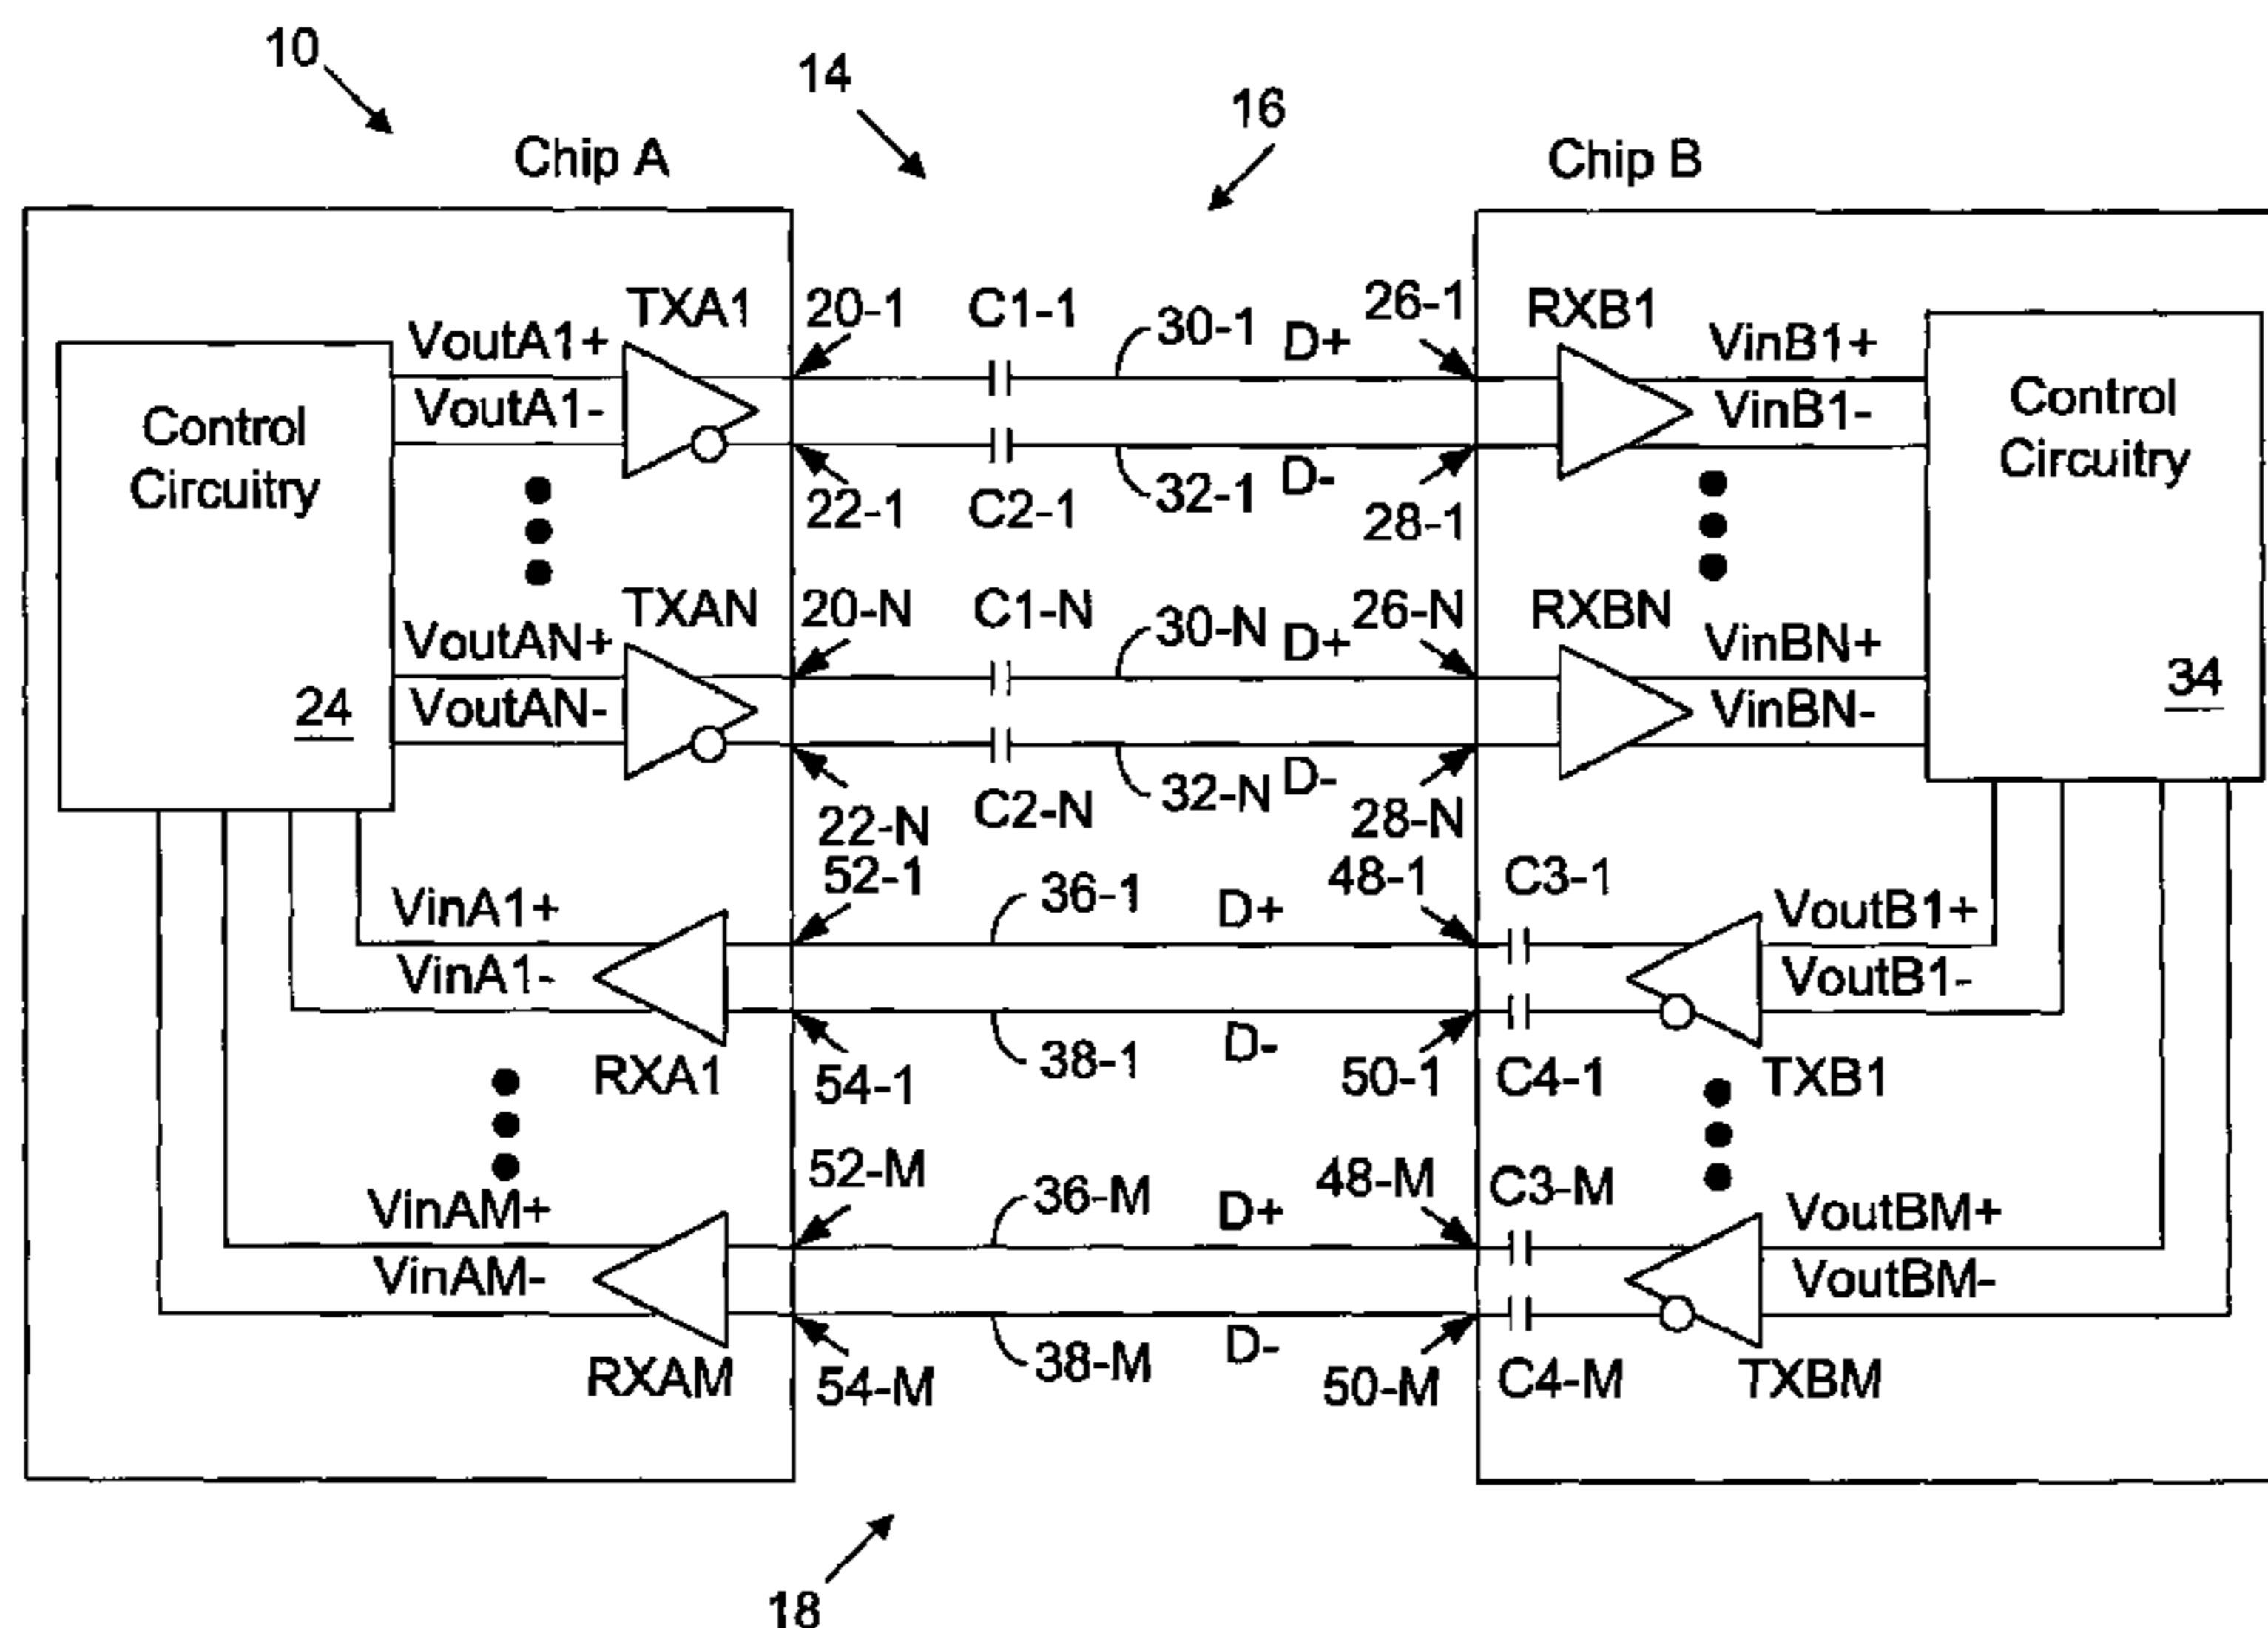 10
14
16
Chip A
Chip B
TXA1
20-1
C1-1
30-1
D+
26-1
RXB1
VoutA1+
VinB1+
Control
Circuitry
VoutA1-
VinB1-
Control
Circuitry
22-1
C2-1
32-1
D-
28-1
TXAN
20-N
C1-N
30-N
D+
26-N
RXBN
VoutAN+
VinBN+
24
VoutAN-
VinBN-
34
22-N
C2-N
32-N
D-
28-N
52-1
48-1
C3-1
VinA1+
36-1
D+
VoutB1+
VinA1-
VoutB1-
RXA1
54-1
38-1
D-
50-1
C4-1
TXB1
52-M
48-M
C3-M
VinAM+
36-M
D+
VoutBM+
VinAM-
VoutBM-
RXAM
54-M
38-M
D-
50-M
C4-M
TXBM
18